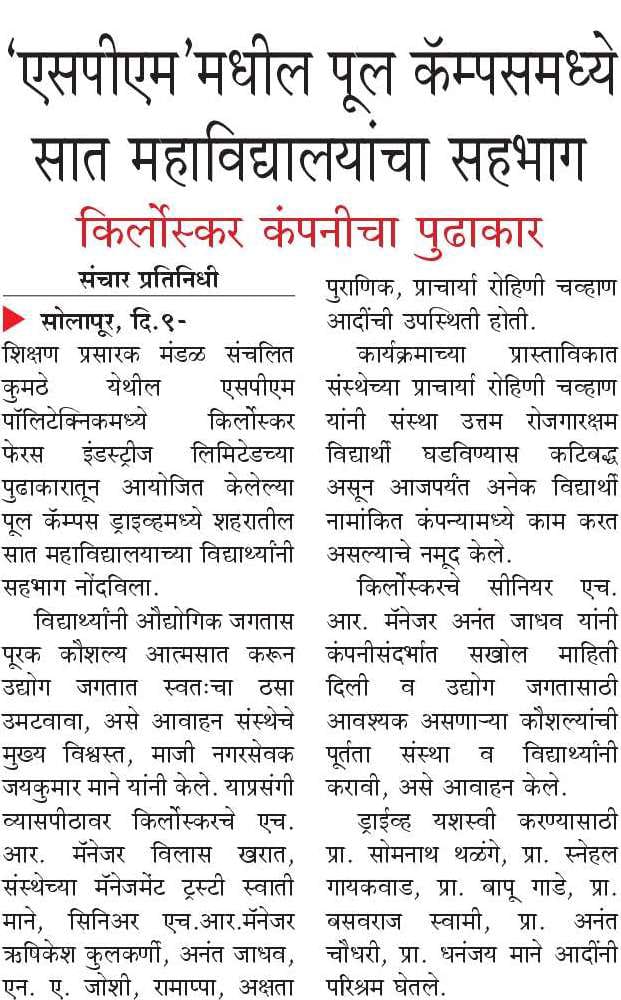 ‘एसपीएम’मधील पूल कॅम्पसमध्ये
सात महाविद्यालयांचा सहभाग
किर्लोस्कर कंपनीचा पुढाकार
संचार प्रतिनिधी
सोलापूर, दि.९-
शिक्षण प्रसारक मंडळ संचलित
कुमठे येथील एसपीएम
पॉलिटेक्निकमध्ये किर्लोस्कर
फेरस इंडस्ट्रीज लिमिटेडच्या
पुढाकारातून आयोजित केलेल्या
पूल कॅम्पस ड्राइव्हमध्ये शहरातील
सात महाविद्यालयाच्या विद्यार्थ्यांनी
सहभाग नोंदविला.
विद्यार्थ्यांनी औद्योगिक जगतास
पूरक कौशल्य आत्मसात करून
उद्योग जगतात स्वतःचा ठसा
उमटवावा, असे आवाहन संस्थेचे
मुख्य विश्वस्त, माजी नगरसेवक
जयकुमार माने यांनी केले. याप्रसंगी
व्यासपीठावर किर्लोस्करचे एच.
आर. मॅनेजर विलास खरात,
संस्थेच्या मॅनेजमेंट ट्रस्टी स्वाती
माने, सिनिअर एच.आर.मॅनेजर
ऋषिकेश कुलकर्णी, अनंत जाधव,
एन. ए. जोशी, रामाप्पा, अक्षता
पुराणिक, प्राचार्या रोहिणी चव्हाण
आदींची उपस्थिती होती.
कार्यक्रमाच्या प्रास्ताविकात
संस्थेच्या प्राचार्या रोहिणी चव्हाण
यांनी संस्था उत्तम रोजगारक्षम
विद्यार्थी घडविण्यास कटिबद्ध
असून आजपर्यंत अनेक विद्यार्थी
नामांकित कंपन्यामध्ये काम करत
असल्याचे नमूद केले.
किर्लोस्करचे सीनियर एच.
आर. मॅनेजर अनंत जाधव यांनी
कंपनीसंदर्भात सखोल माहिती
दिली व उद्योग जगतासाठी
आवश्यक असणाऱ्या कौशल्यांची
पूर्तता संस्था व विद्यार्थ्यांनी
करावी, असे आवाहन केले.
ड्राईव्ह यशस्वी करण्यासाठी
प्रा. सोमनाथ थळंगे, प्रा. स्नेहल
गायकवाड, प्रा. बापू गाडे, प्रा.
बसवराज स्वामी, प्रा. अनंत
चौधरी, प्रा. धनंजय माने आदींनी
परिश्रम घेतले.